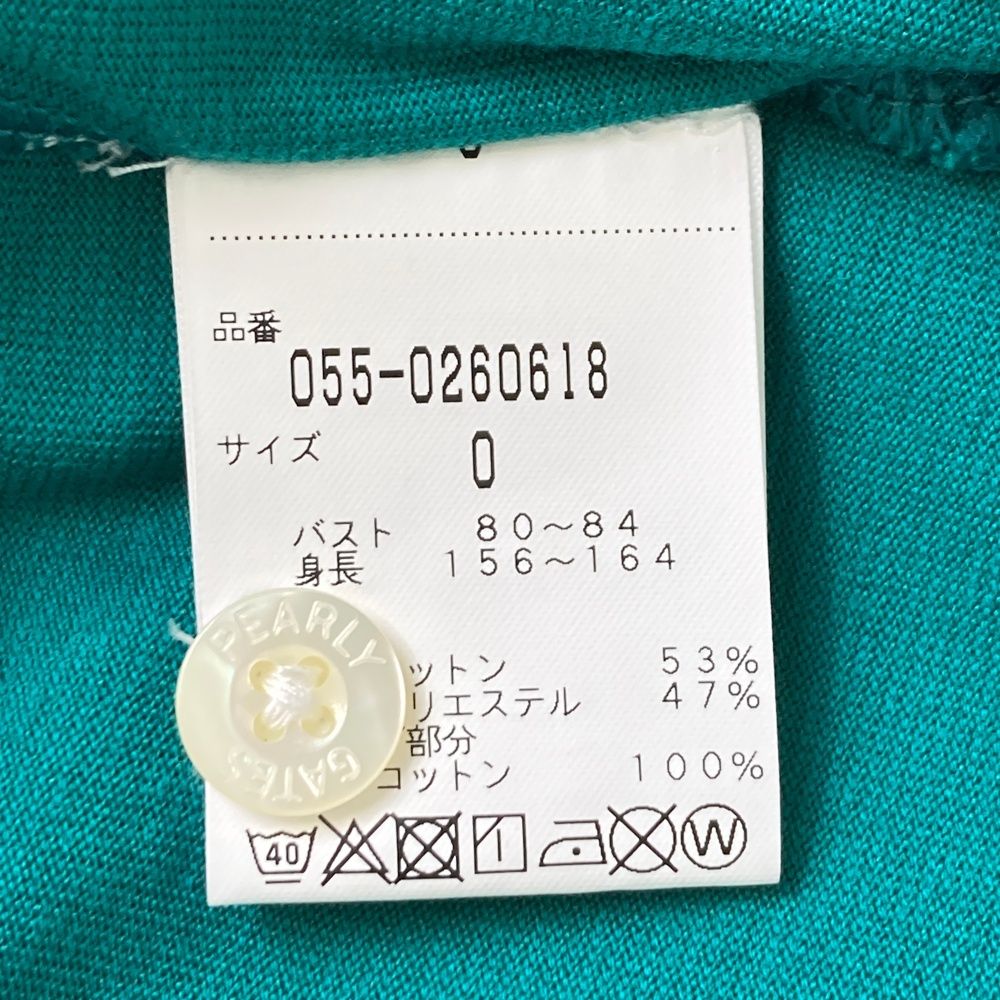 品番
055-0260618
サイズ 0
バスト 80～84
身長 156～164
ットン 53%
リエステル 47%
部分
コットン 100%
40
W
PEARLY
GATES